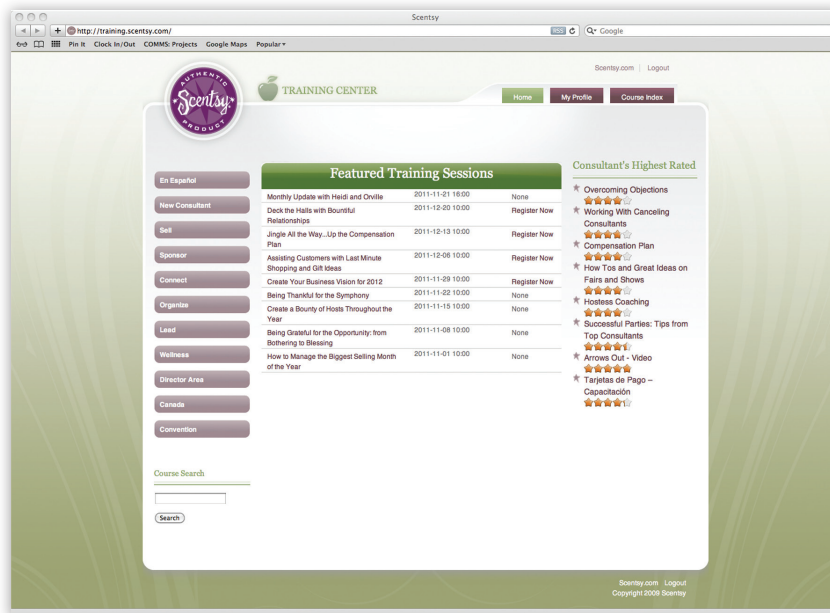 Scentsy
http://training.scentsy.com/
RSS
Google
Pin It Clock In/Out COMMS: Projects Google Maps Popular
Scentsy.com | Logout
AUTHENTIC
Scentsy
PRODUCT
TRAINING CENTER
Home My Profile Course Index
En Español
New Consultant
Sell
Sponsor
Connect
Organize
Lead
Wellness
Director Area
Canada
Convention
Course Search
Search
Featured Training Sessions
Monthly Update with Heidi and Orville 2011-11-21 16:00 None
Deck the Halls with Bountiful 2011-12-20 10:00 Register Now
Relationships
Jingle All the Way...Up the Compensation 2011-12-13 10:00 Register Now
Plan
Assisting Customers with Last Minute 2011-12-06 10:00 Register Now
Shopping and Gift Ideas
Create Your Business Vision for 2012 2011-11-29 10:00 Register Now
Being Thankful for the Symphony 2011-11-22 10:00 None
Create a Bounty of Hosts Throughout the 2011-11-15 10:00 None
Year
Being Grateful for the Opportunity: from 2011-11-08 10:00 None
Bothering to Blessing
How to Manage the Biggest Selling Month 2011-11-01 10:00 None
of the Year
Consultant's Highest Rated
Overcoming Objections
Working With Canceling
Consultants
Compensation Plan
How Tos and Great Ideas on
Fairs and Shows
Hostess Coaching
Successful Parties: Tips from
Top Consultants
Arrows Out - Video
Tarjetas de Pago –
Capacitación
Scentsy.com Logout
Copyright 2009 Scentsy